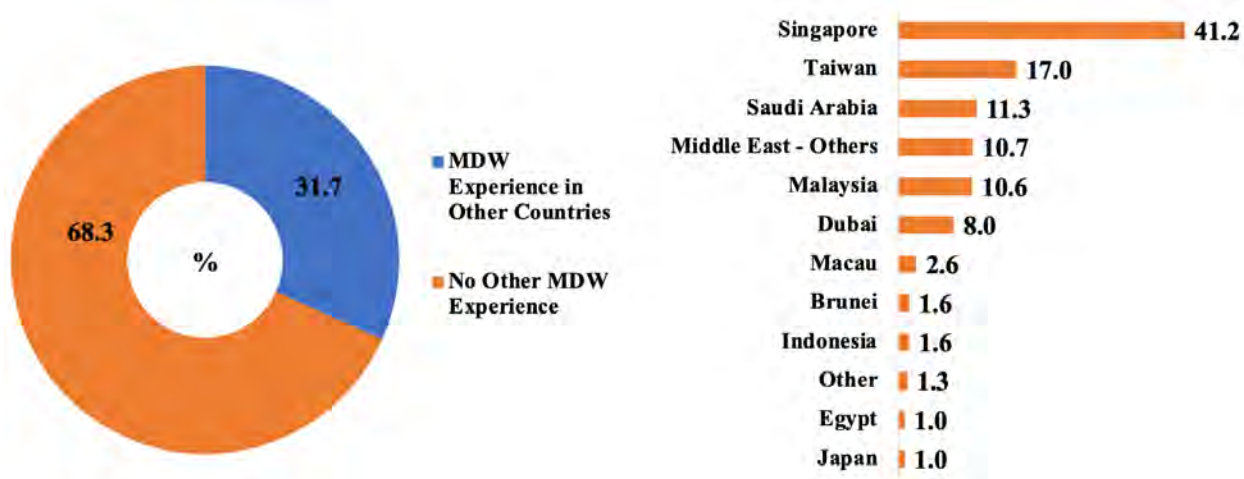 31.7
68.3
%
MDW
Experience in
Other Countries
No Other MDW
Experience
Singapore 41.2
Taiwan 17.0
Saudi Arabia 11.3
Middle East - Others 10.7
Malaysia 10.6
Dubai 8.0
Macau 2.6
Brunei 1.6
Indonesia 1.6
Other 1.3
Egypt 1.0
Japan 1.0